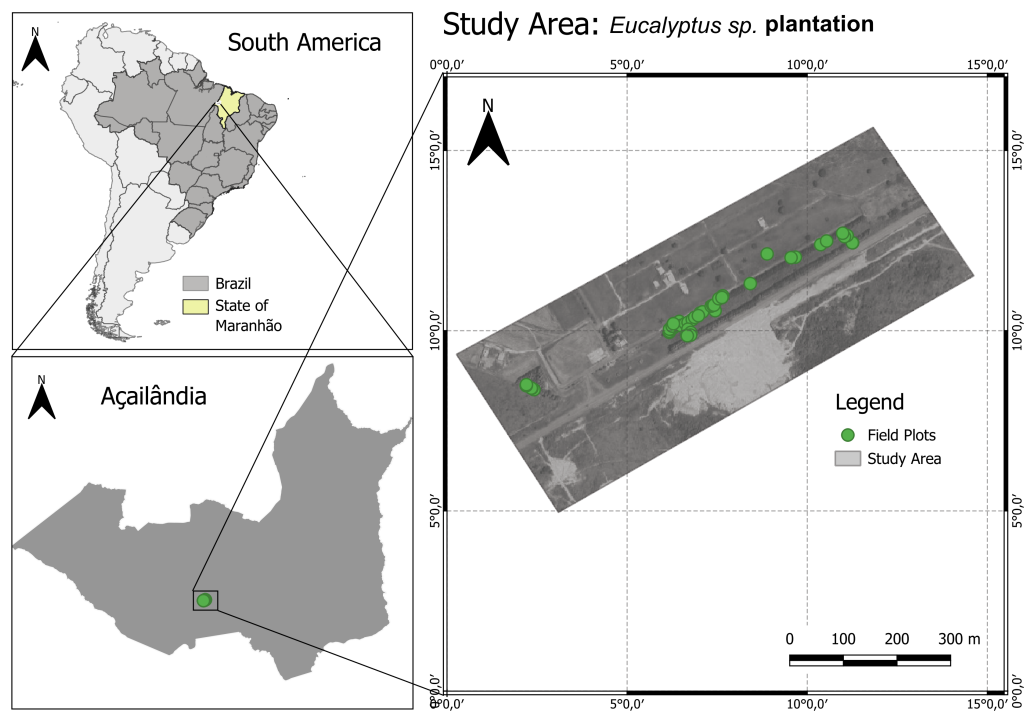 Study Area: Eucalyptus sp. plantation
N
South America
Brazil
State of
Maranhão
N
Açailândia
0°0,0' 5°0,0' 10°0,0' 15°0,0'
N
15°0,0' 15°0,0'
10°0,0' 10°0,0'
5°0,0' 5°0,0'
Legend
Field Plots
Study Area
0 100 200 300 m
0°0,0' 0°0,0'
0°0,0' 5°0,0' 10°0,0' 15°0,0'